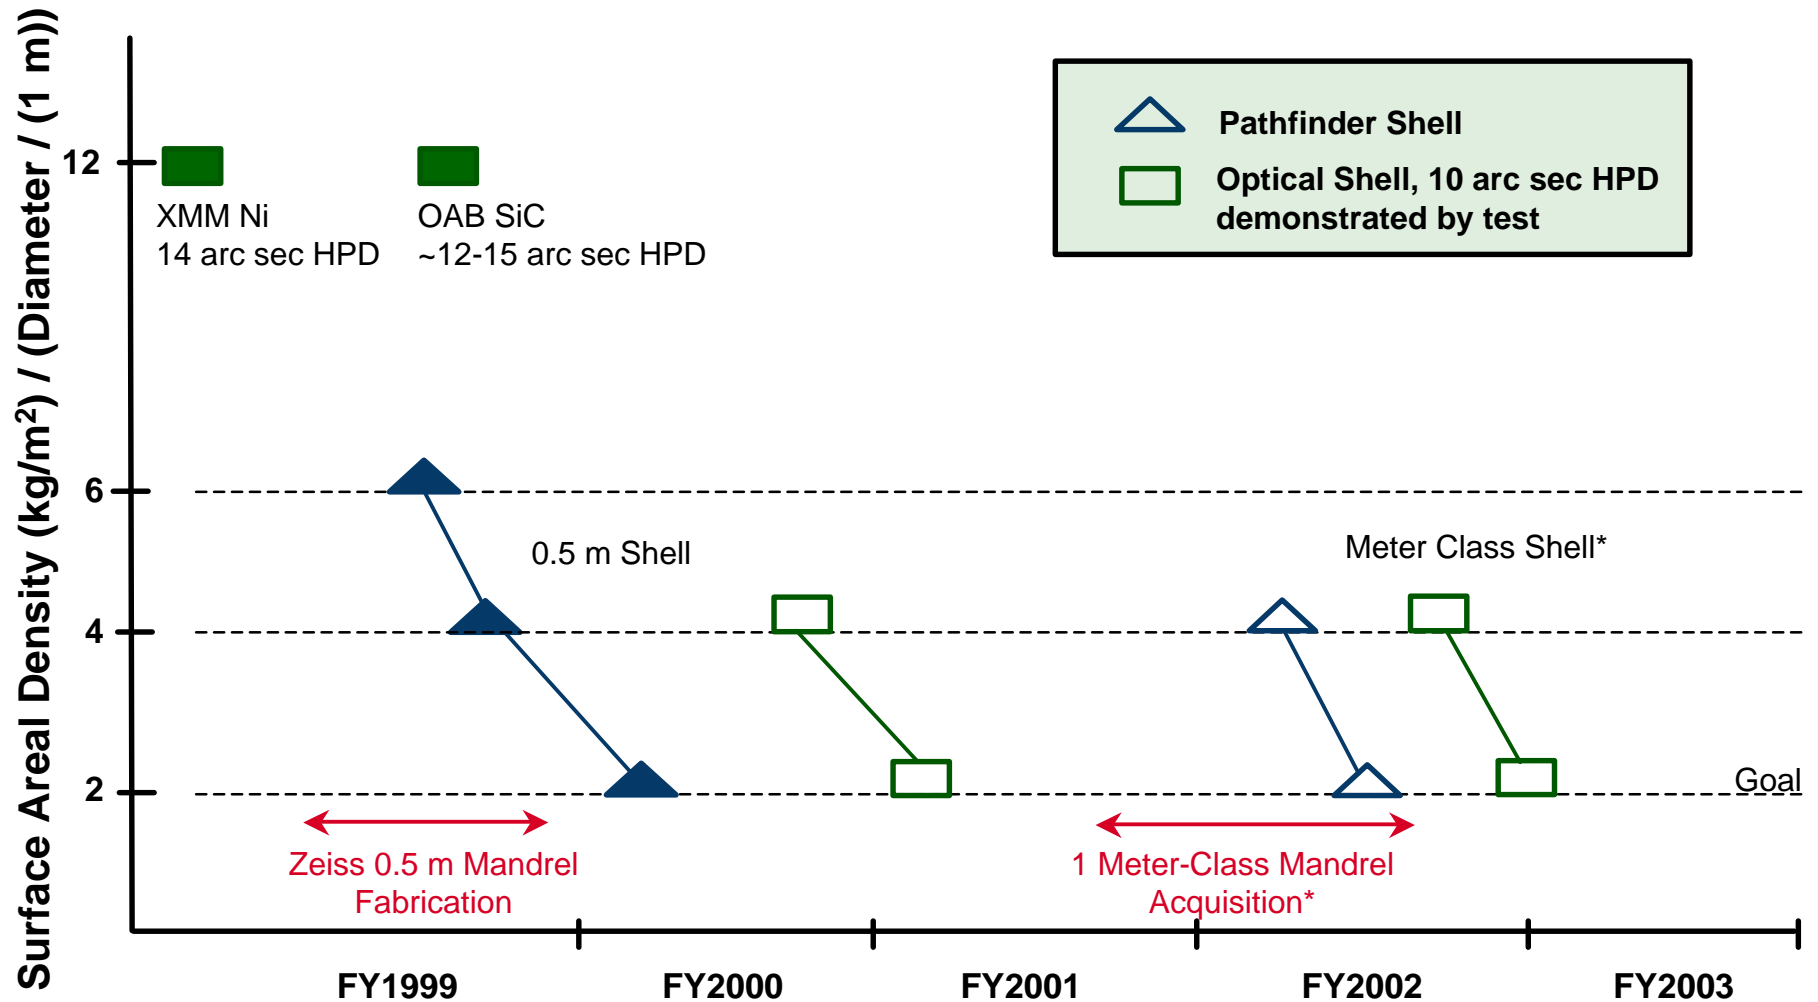 Surface Areal Density (kg/m²) / (Diameter / (1 m))
Pathfinder Shell
Optical Shell, 10 arc sec HPD
demonstrated by test
12
XMM Ni
14 arc sec HPD
OAB SiC
~12-15 arc sec HPD
6
0.5 m Shell
Meter Class Shell*
4
2
Goal
Zeiss 0.5 m Mandrel
Fabrication
1 Meter-Class Mandrel
Acquisition*
FY1999
FY2000
FY2001
FY2002
FY2003